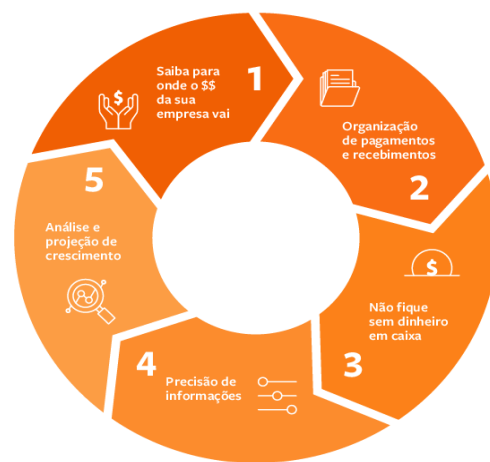 Saiba para
onde o $$
da sua
empresa vai
1
Organização
de pagamentos
e recebimentos
2
$
Não fique
sem dinheiro
em caixa
3
4
Precisão de
informações
5
Análise e
projeção de
crescimento
$